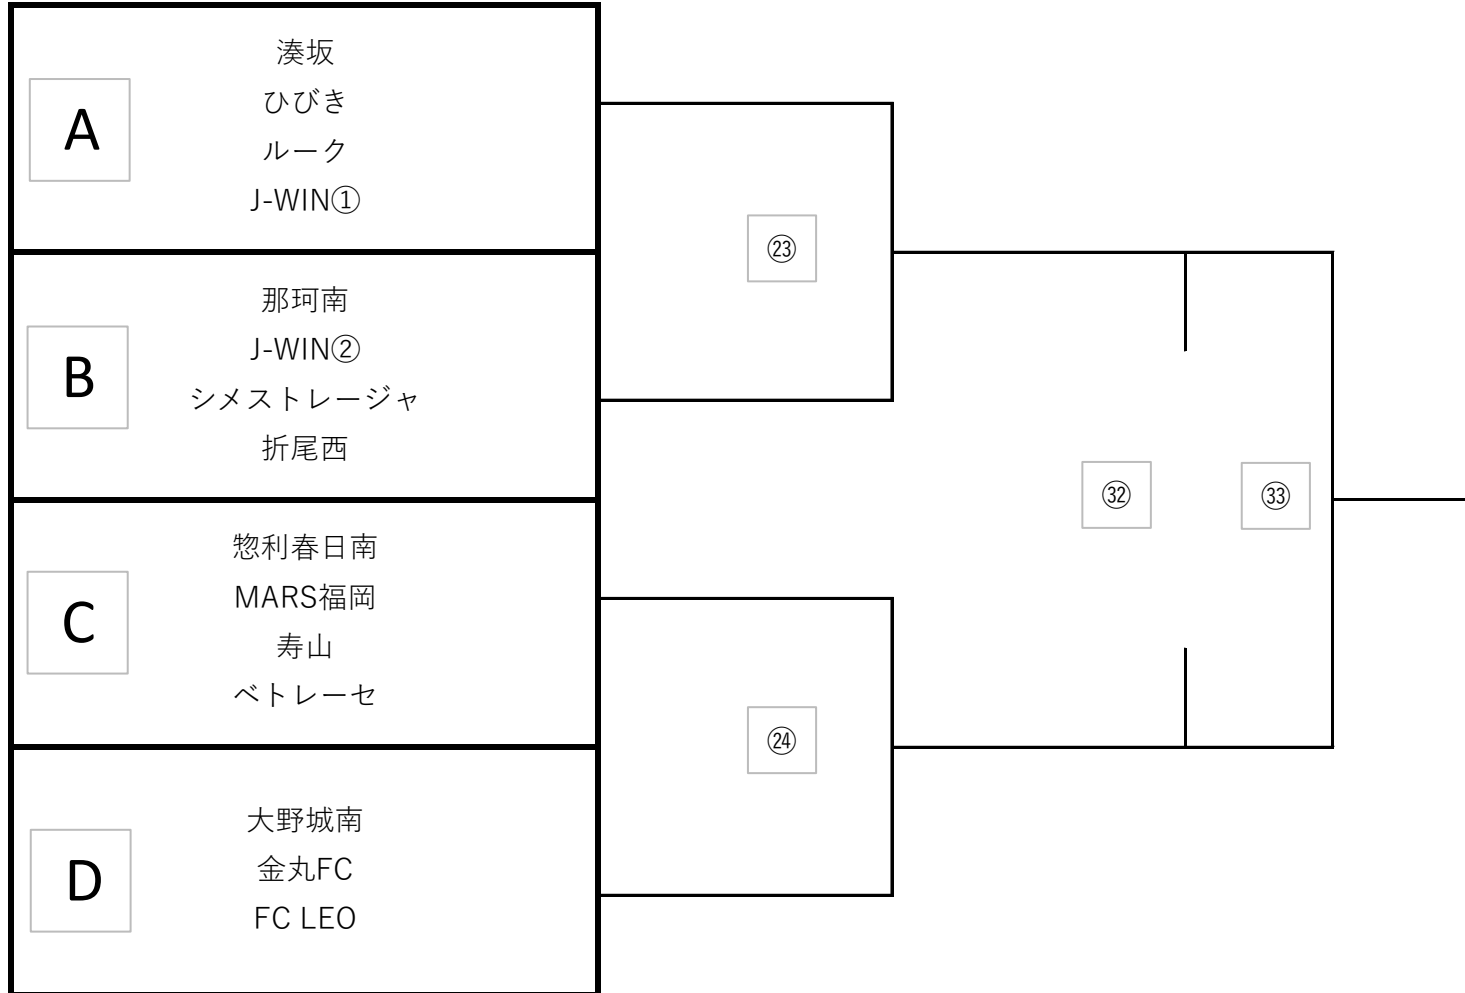 A
湊坂
ひびき
ルーク
J-WIN①
B
那珂南
J-WIN②
シメストレージャ
折尾西
C
惣利春日南
MARS福岡
寿山
ベトレーセ
D
大野城南
金丸FC
FC LEO
㉓
㉔
㉜
㉝